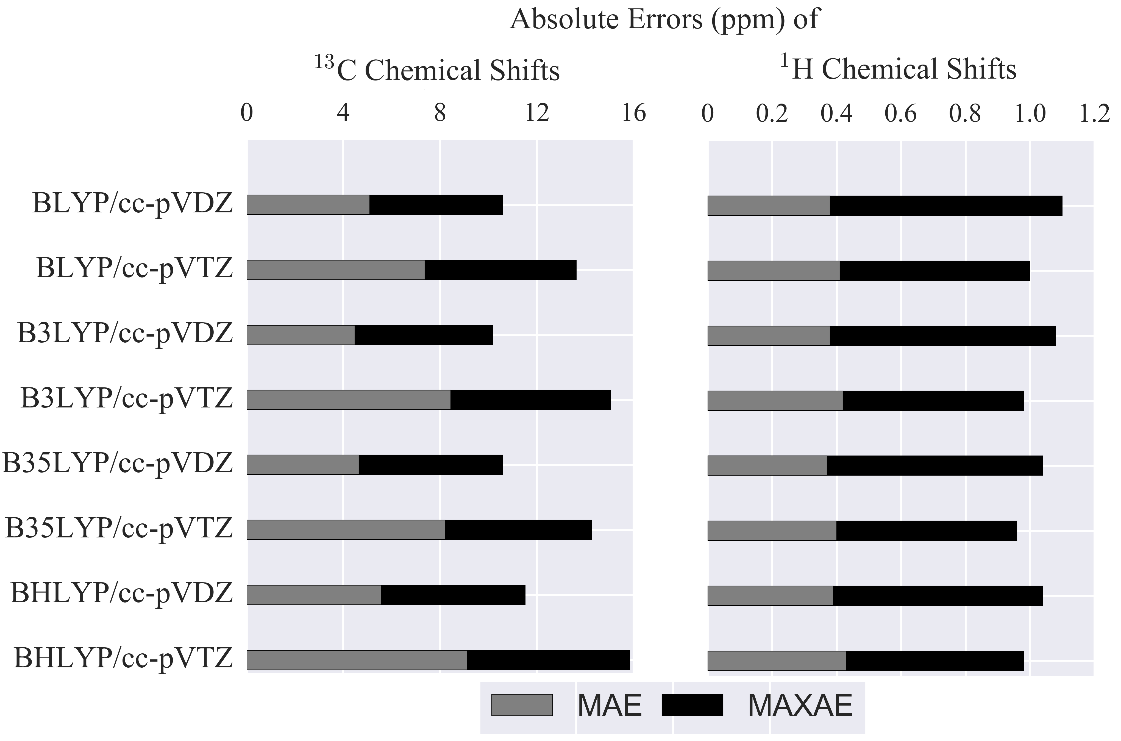 Absolute Errors (ppm) of
¹³C Chemical Shifts ¹H Chemical Shifts
0 4 8 12 16 0 0.2 0.4 0.6 0.8 1.0 1.2
BLYP/cc-pVDZ
BLYP/cc-pVTZ
B3LYP/cc-pVDZ
B3LYP/cc-pVTZ
B35LYP/cc-pVDZ
B35LYP/cc-pVTZ
BHLYP/cc-pVDZ
BHLYP/cc-pVTZ
MAE MAXAE